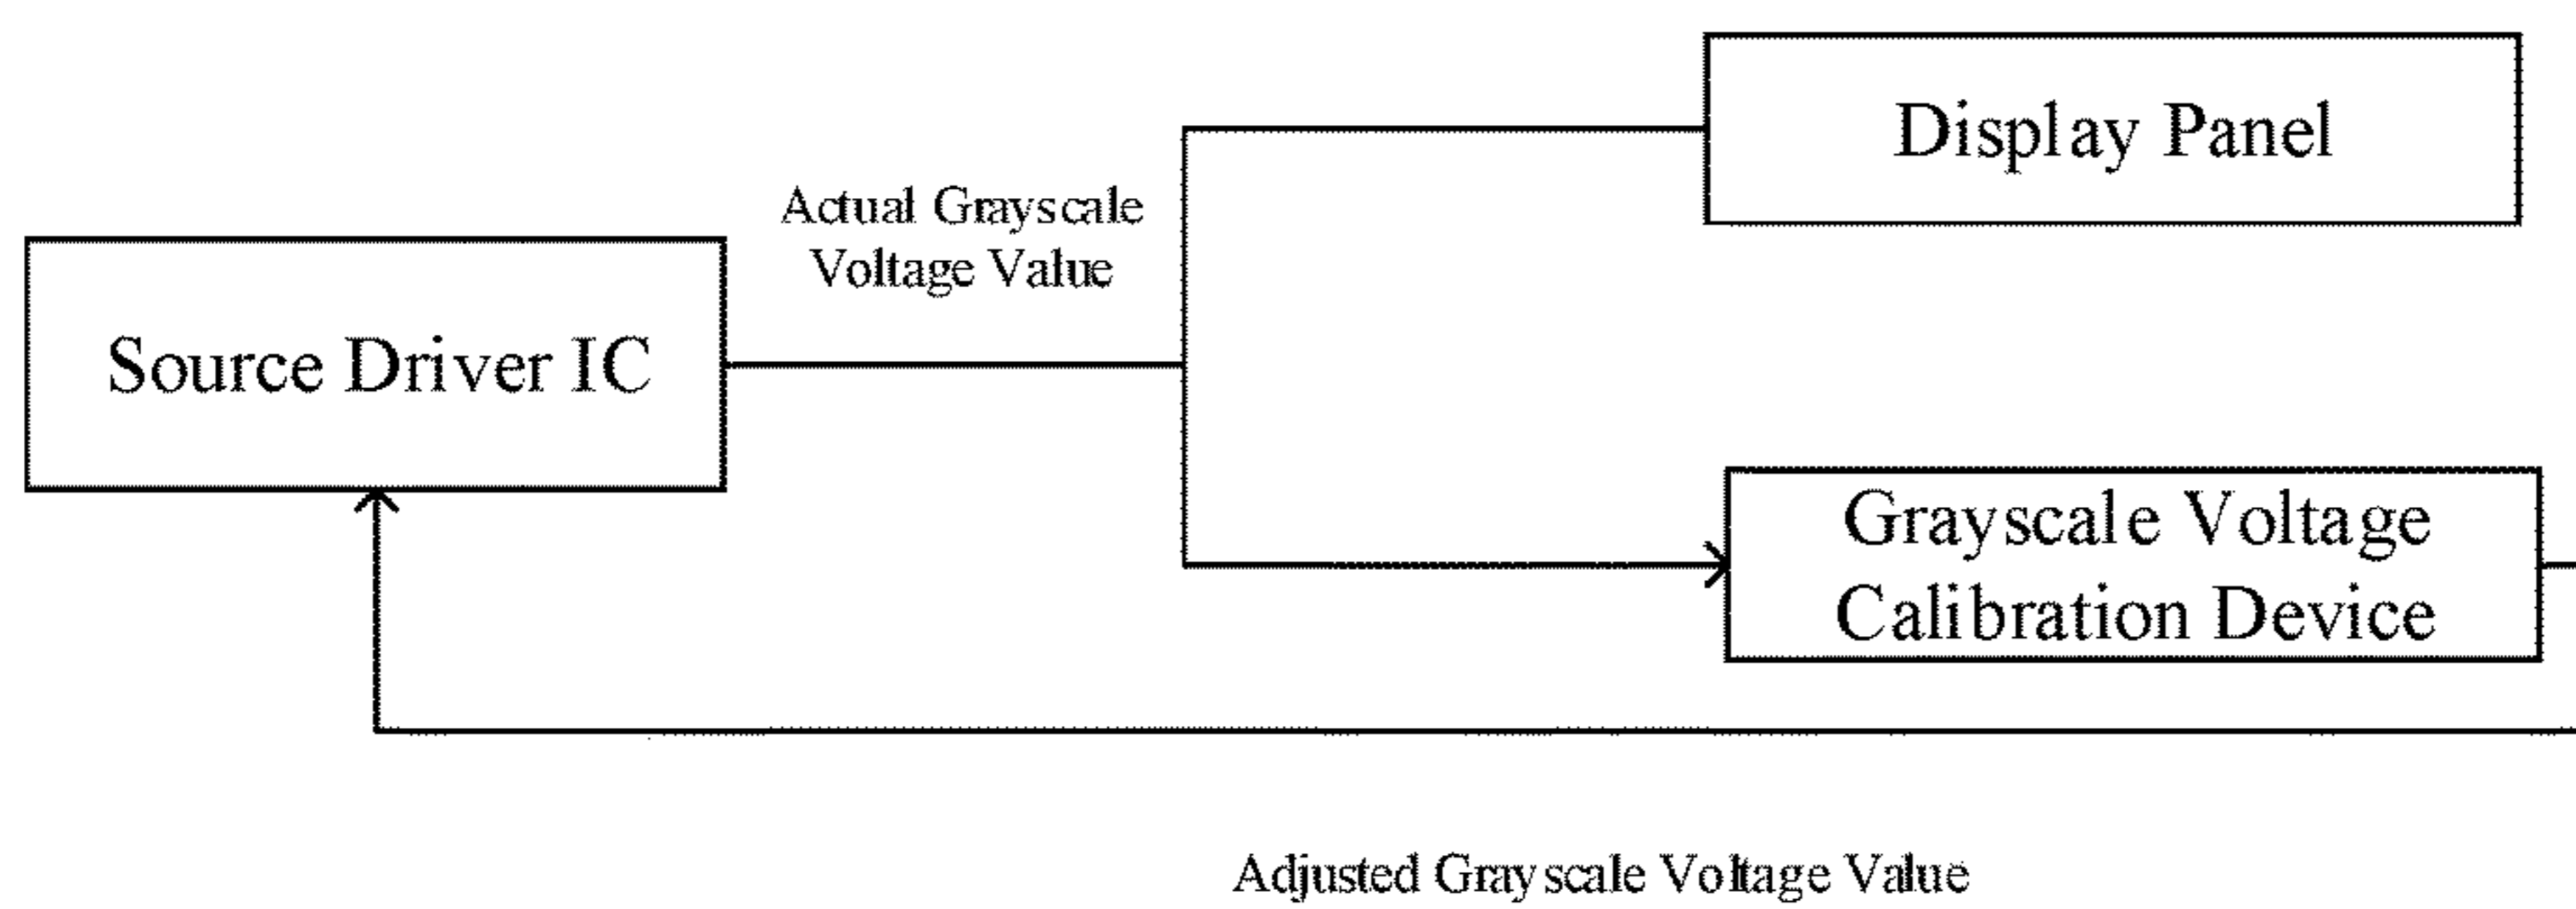 Display Panel
Actual Grayscale
Voltage Value
Source Driver IC
Grayscale Voltage
Calibration Device
Adjusted Grayscale Voltage Value